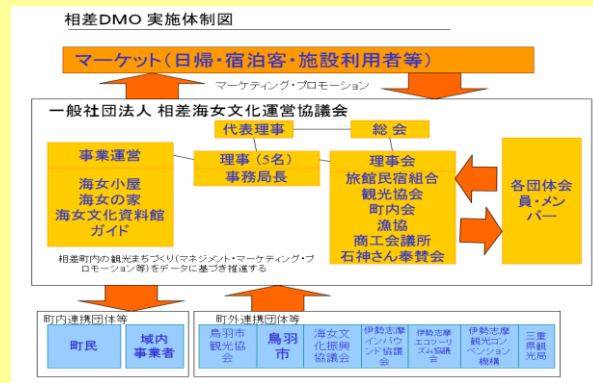 相差DMO 実施体制図
マーケット(日帰・宿泊客・施設利用者等)
マーケティング・プロモーション
一般社団法人 相差海女文化運営協議会
代表理事
総 会
事業運営
海女小屋
海女の家
海女文化資料館
ガイド
理事(5名)
事務局長
理事会
旅館民宿組合
観光協会
町内会
漁協
商工会議所
石神さん奉賛会
各団体会
員・メン
バー
相差町内の観光まちづくり(マネジメント・マーケティング・プ
ロモーション等)をデータに基づき推進する
町内連携団体等
町民
域内
事業者
町外連携団体等
鳥羽市
観光協
会
鳥羽
市
海女文
化振興
協議会
伊勢志摩
インバウ
ンド協議
会
伊勢志摩
エコツーリ
ズム協議
会
伊勢志摩
観光コン
ベンション
機構
三重
県観
光局